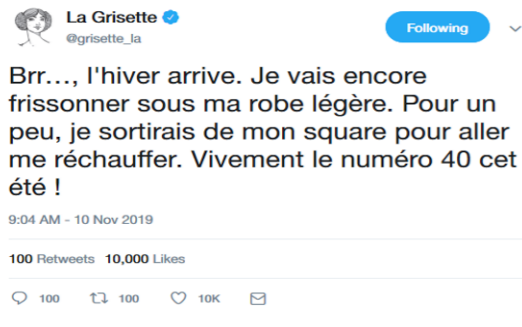 La Grisette
@grisette_la
Following
Brr..., l'hiver arrive. Je vais encore
frissonner sous ma robe légère. Pour un
peu, je sortirais de mon square pour aller
me réchauffer. Vivement le numéro 40 cet
été !
9:04 AM - 10 Nov 2019
100 Retweets 10,000 Likes
100 100 10K